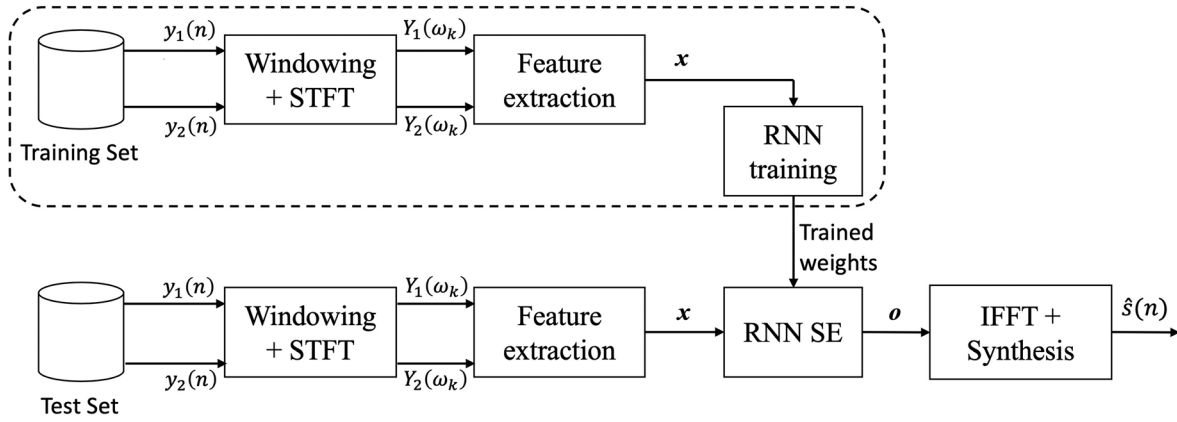 y₁(n)
Y₁(ωₖ)
Windowing
+ STFT
Feature
extraction
x
y₂(n)
Y₂(ωₖ)
Training Set
RNN
training
Trained
weights
y₁(n)
Y₁(ωₖ)
Windowing
+ STFT
Feature
extraction
x
RNN SE
o
IFFT +
Synthesis
ŝ(n)
y₂(n)
Y₂(ωₖ)
Test Set